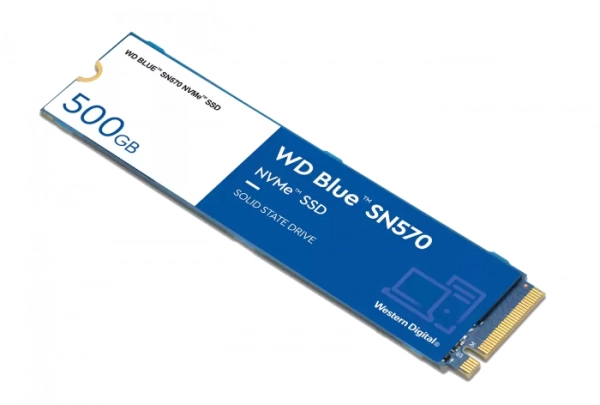 WD BLUE™ SN570 NVMe™ SSD
500GB
WD Blue™ SN570
NVMe™ SSD
SOLID STATE DRIVE
Western Digital®